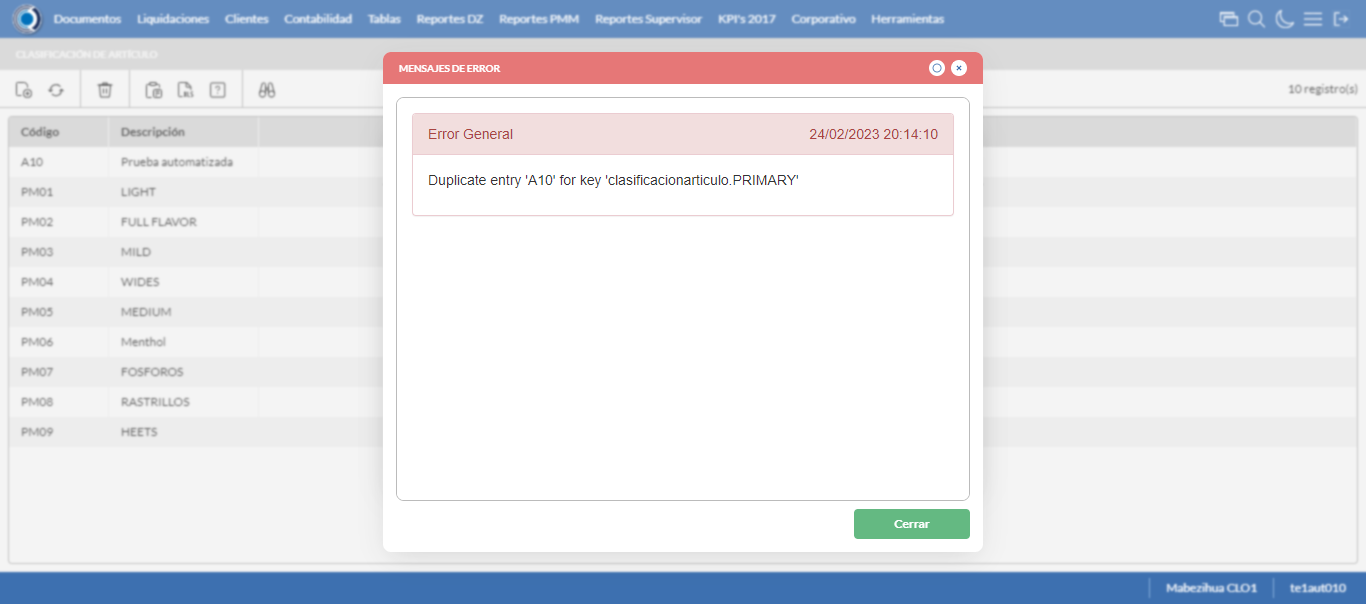 Documentos Liquidaciones Clientes Contabilidad Tablas Reportes DZ Reportes PMM Reportes Supervisor KPI's 2017 Corporativo Herramientas
CLASIFICACIÓN DE ARTÍCULO
MENSAJES DE ERROR
10 registro(s)
Error General 24/02/2023 20:14:10
Duplicate entry 'A10' for key 'clasificacionarticulo.PRIMARY'
Código Descripción
A10 Prueba automatizada
PM01 LIGHT
PM02 FULL FLAVOR
PM03 MILD
PM04 WIDES
PM05 MEDIUM
PM06 Menthol
PM07 FOSFOROS
PM08 RASTRILLOS
PM09 HEETS
Cerrar
Mabezihua CLO1 te1aut010